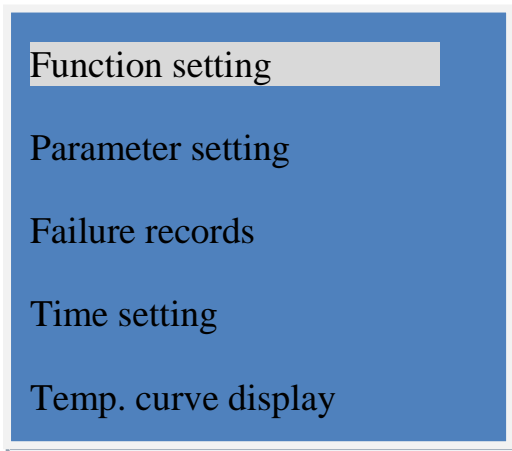 Function setting
Parameter setting
Failure records
Time setting
Temp. curve display